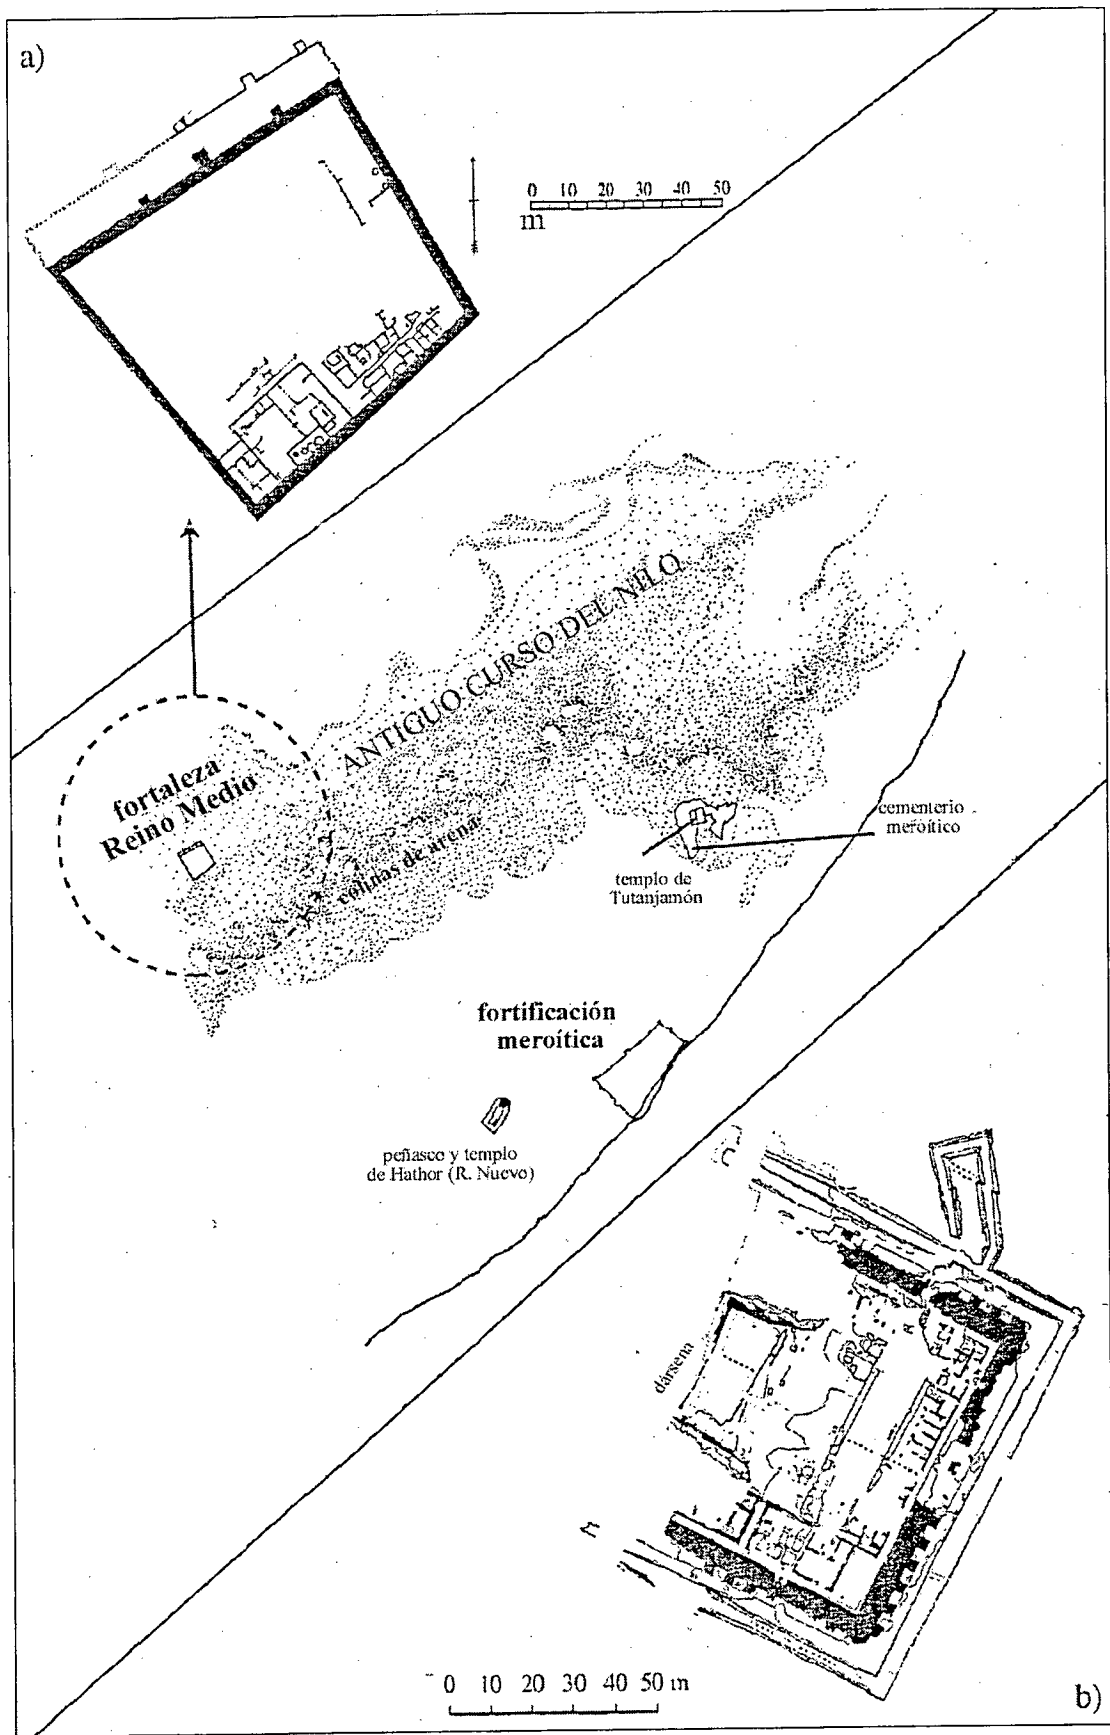 a)
0 10 20 30 40 50
m
ANTIGUO CURSO DEL NILO
fortaleza
Reino Medio
colinas de arena
cementerio
meroítico
templo de
Tutanjamón
fortificación
meroítica
peñasco y templo
de Hathor (R. Nuevo)
dársena
0 10 20 30 40 50 m
b)